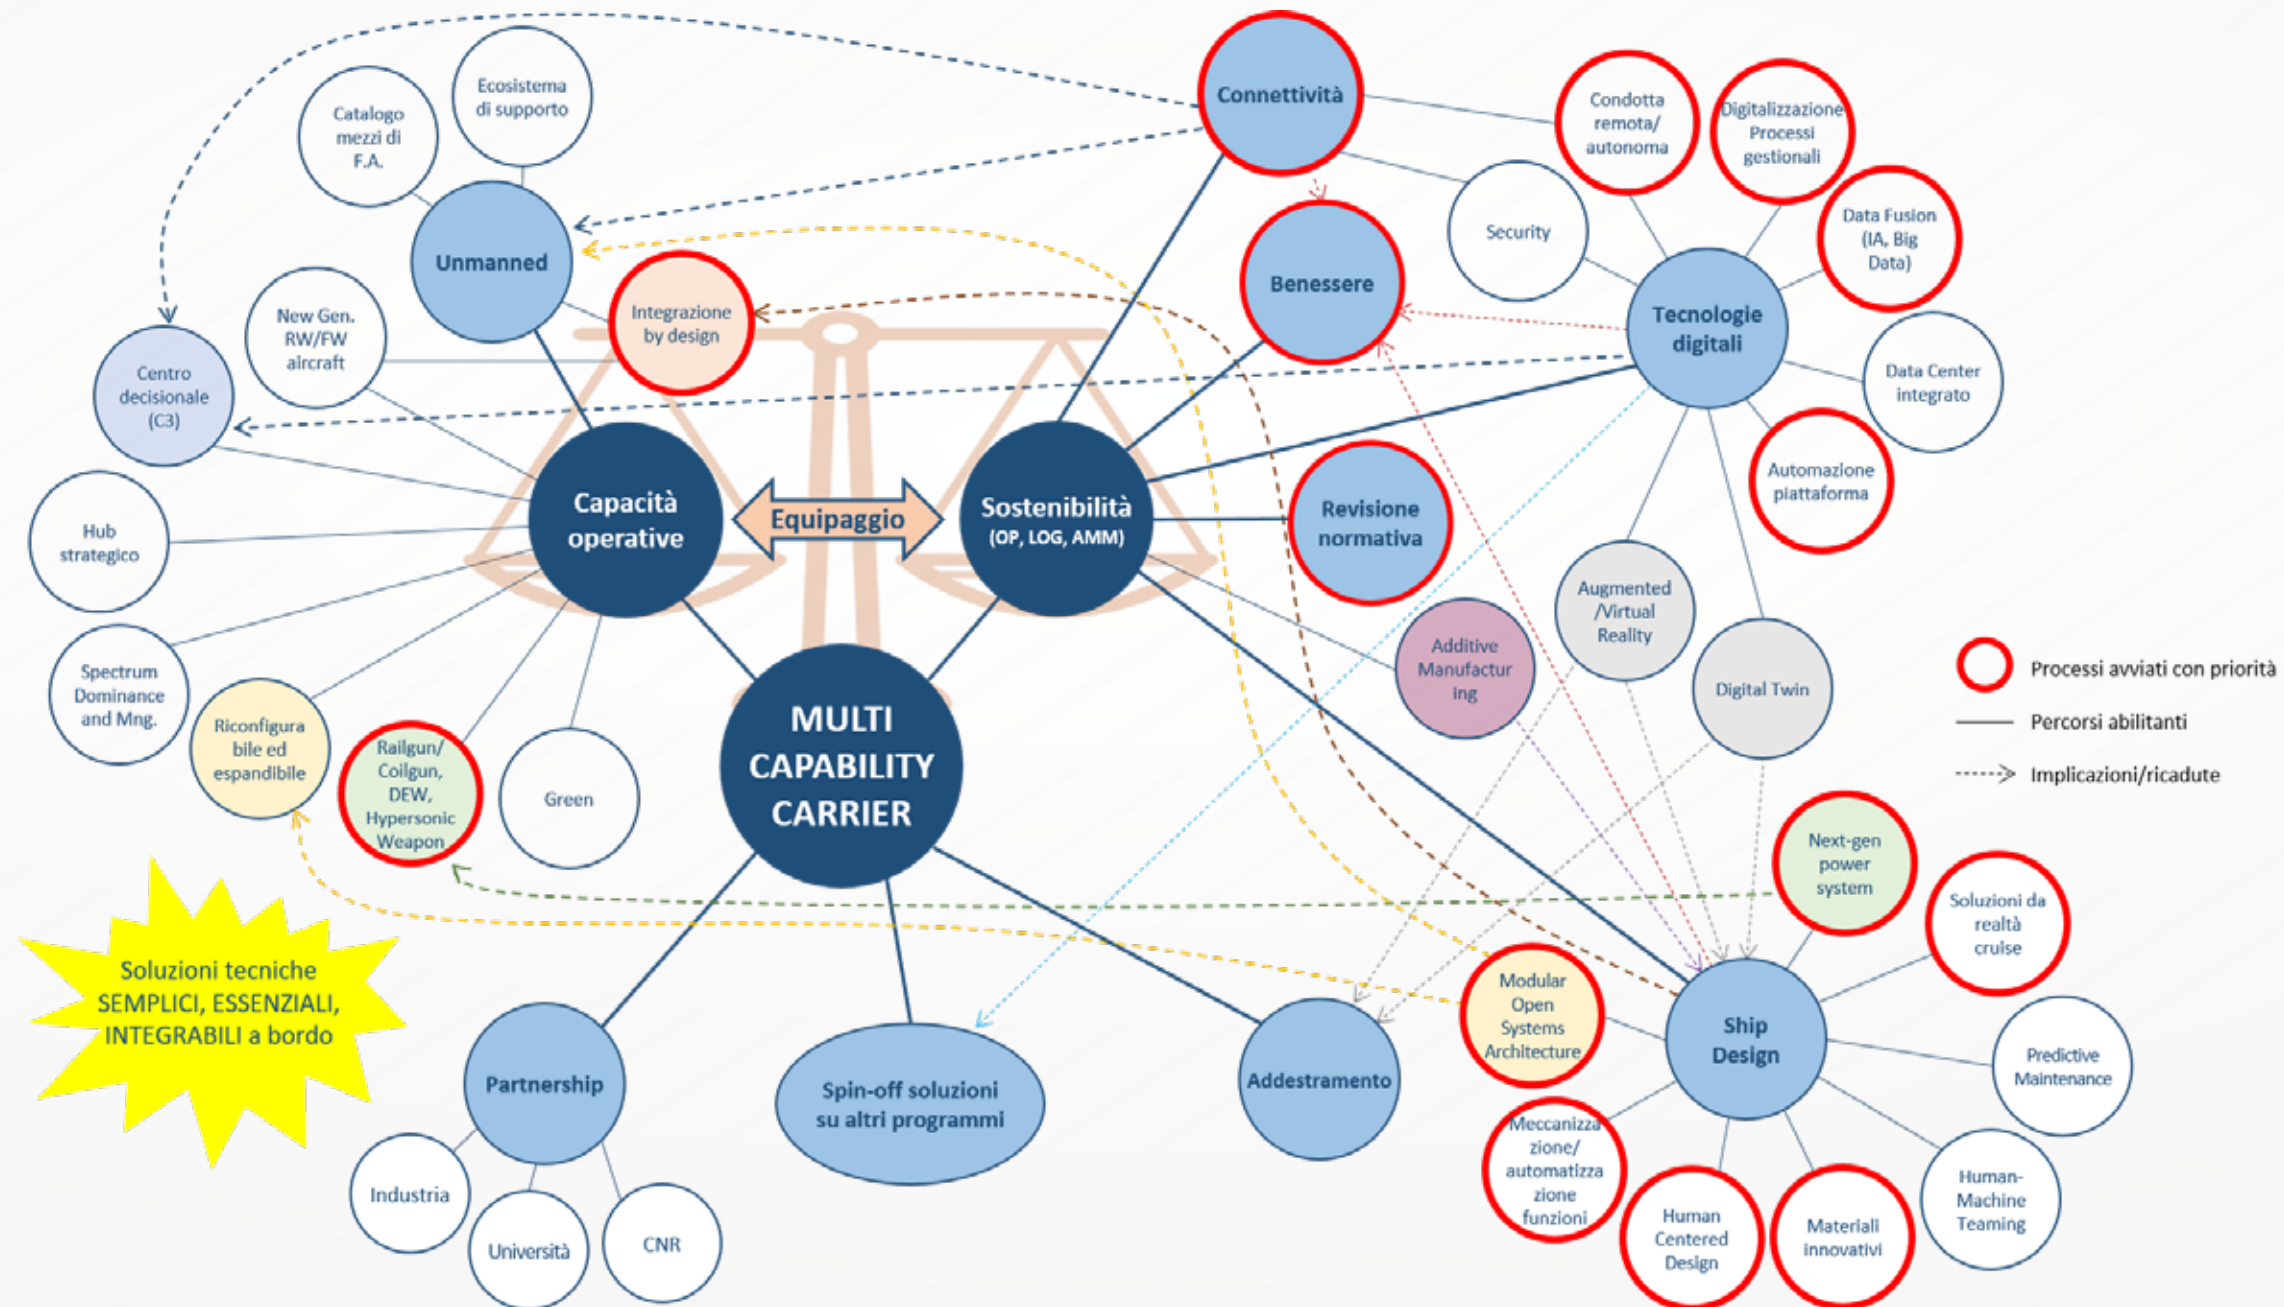 Ecosistema
di supporto
Catalogo
mezzi di
F.A.
Unmanned
New Gen.
RW/FW
aircraft
Integrazione
by design
Centro
decisionale
(C3)
Hub
strategico
Spectrum
Dominance
and Mng.
Riconfigura
bile ed
espandibile
Railgun/
Coilgun,
DEW,
Hypersonic
Weapon
Green
Capacità
operative
Equipaggio
Sostenibilità
(OP, LOG, AMM)
MULTI
CAPABILITY
CARRIER
Connettività
Benessere
Condotta
remota/
autonoma
Digitalizzazione
Processi
gestionali
Data Fusion
(IA, Big
Data)
Security
Tecnologie
digitali
Data Center
integrato
Automazione
piattaforma
Revisione
normativa
Additive
Manufactur
ing
Augmented
/Virtual
Reality
Digital Twin
Processi avviati con priorità
Percorsi abilitanti
Implicazioni/ricadute
Next-gen
power
system
Soluzioni da
realtà
cruise
Modular
Open
Systems
Architecture
Ship
Design
Predictive
Maintenance
Meccanizza
zione/
automatizza
zione
funzioni
Human
Centered
Design
Materiali
innovativi
Human-
Machine
Teaming
Soluzioni tecniche
SEMPLICI, ESSENZIALI,
INTEGRABILI a bordo
Partnership
Industria
Università
CNR
Spin-off soluzioni
su altri programmi
Addestramento